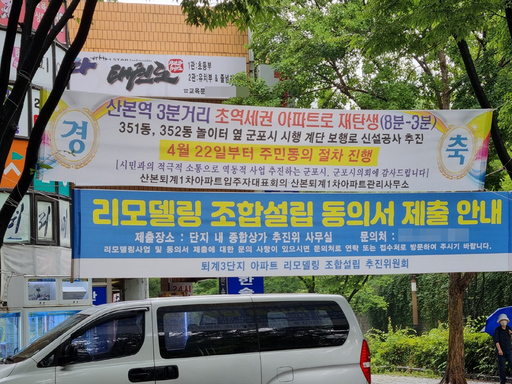 태권도
1관:초등부
2관:유치부 & 줄넘기
경
축
산본역 3분거리 초역세권 아파트로 재탄생(8분-3분)
351동, 352동 놀이터 옆 군포시 시행 계단 보행로 신설공사 추진
4월 22일부터 주민동의 절차 진행
[시민과의 적극적 소통으로 역동적 사업 추진하는 군포시, 군포시의회에 감사드립니다]
산본퇴계1차아파트입주자대표회의 산본퇴계1차아파트관리사무소
리모델링 조합설립 동의서 제출 안내
제출장소 : 단지 내 종합상가 추진위 사무실 문의처 :
리모델링사업 및 동의서 제출에 대한 문의 사항이 있으시면 문의처로 연락 또는 접수처로 방문하여 주시기 바랍니다.
퇴계3단지 아파트 리모델링 조합설립 추진위원회